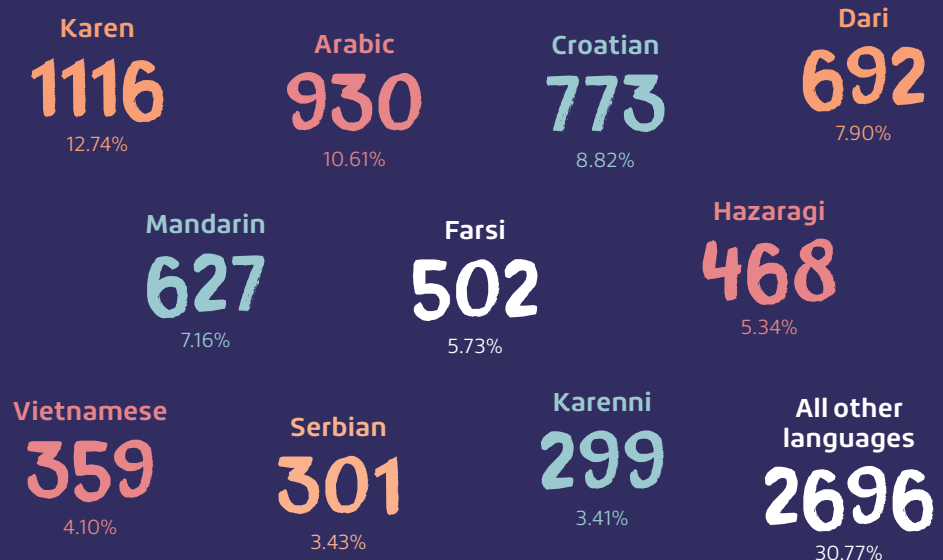 Karen
1116
12.74%
Arabic
930
10.61%
Croatian
773
8.82%
Dari
692
7.90%
Mandarin
627
7.16%
Farsi
502
5.73%
Hazaragi
468
5.34%
Vietnamese
359
4.10%
Serbian
301
3.43%
Karenni
299
3.41%
All other
languages
2696
30.77%